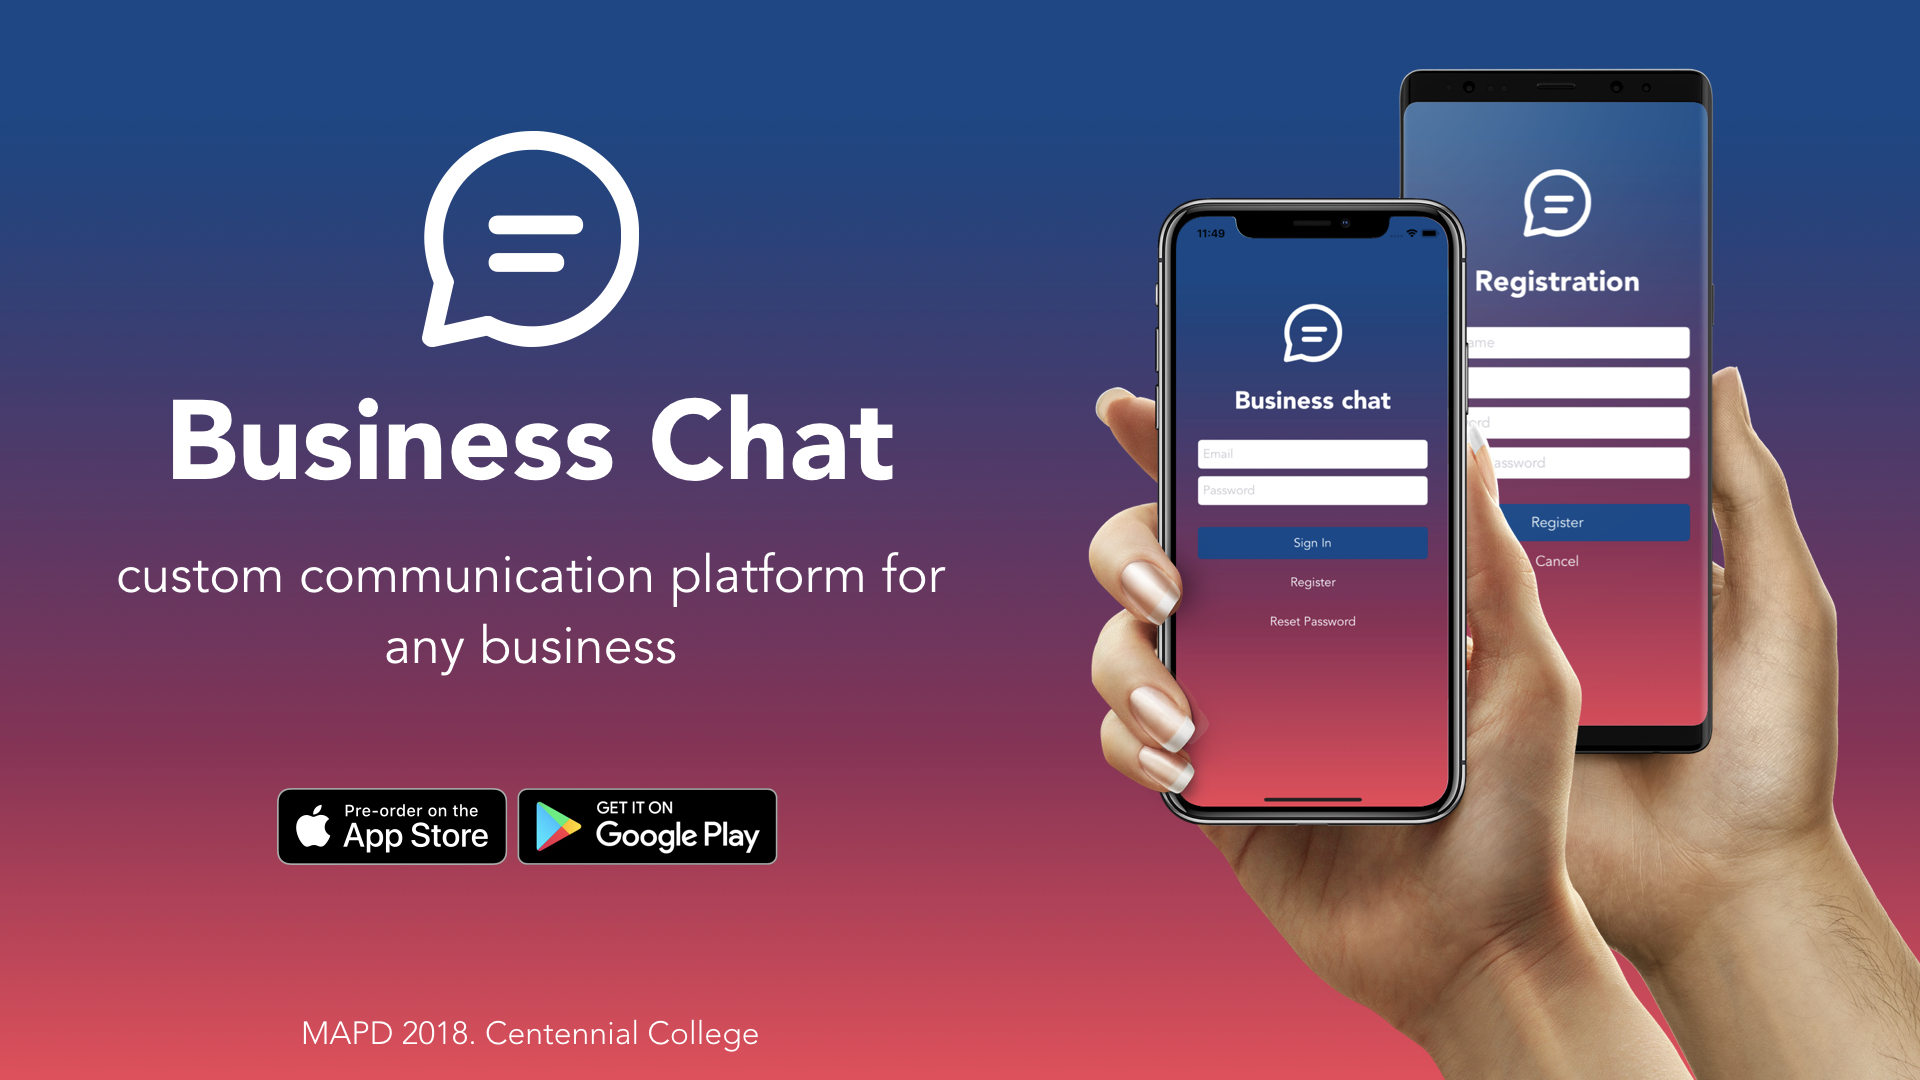 Business Chat
custom communication platform for
any business
Pre-order on the
App Store
GET IT ON
Google Play
MAPD 2018. Centennial College
11:49
Business chat
Email
Password
Sign In
Register
Reset Password
Registration
Register
Cancel